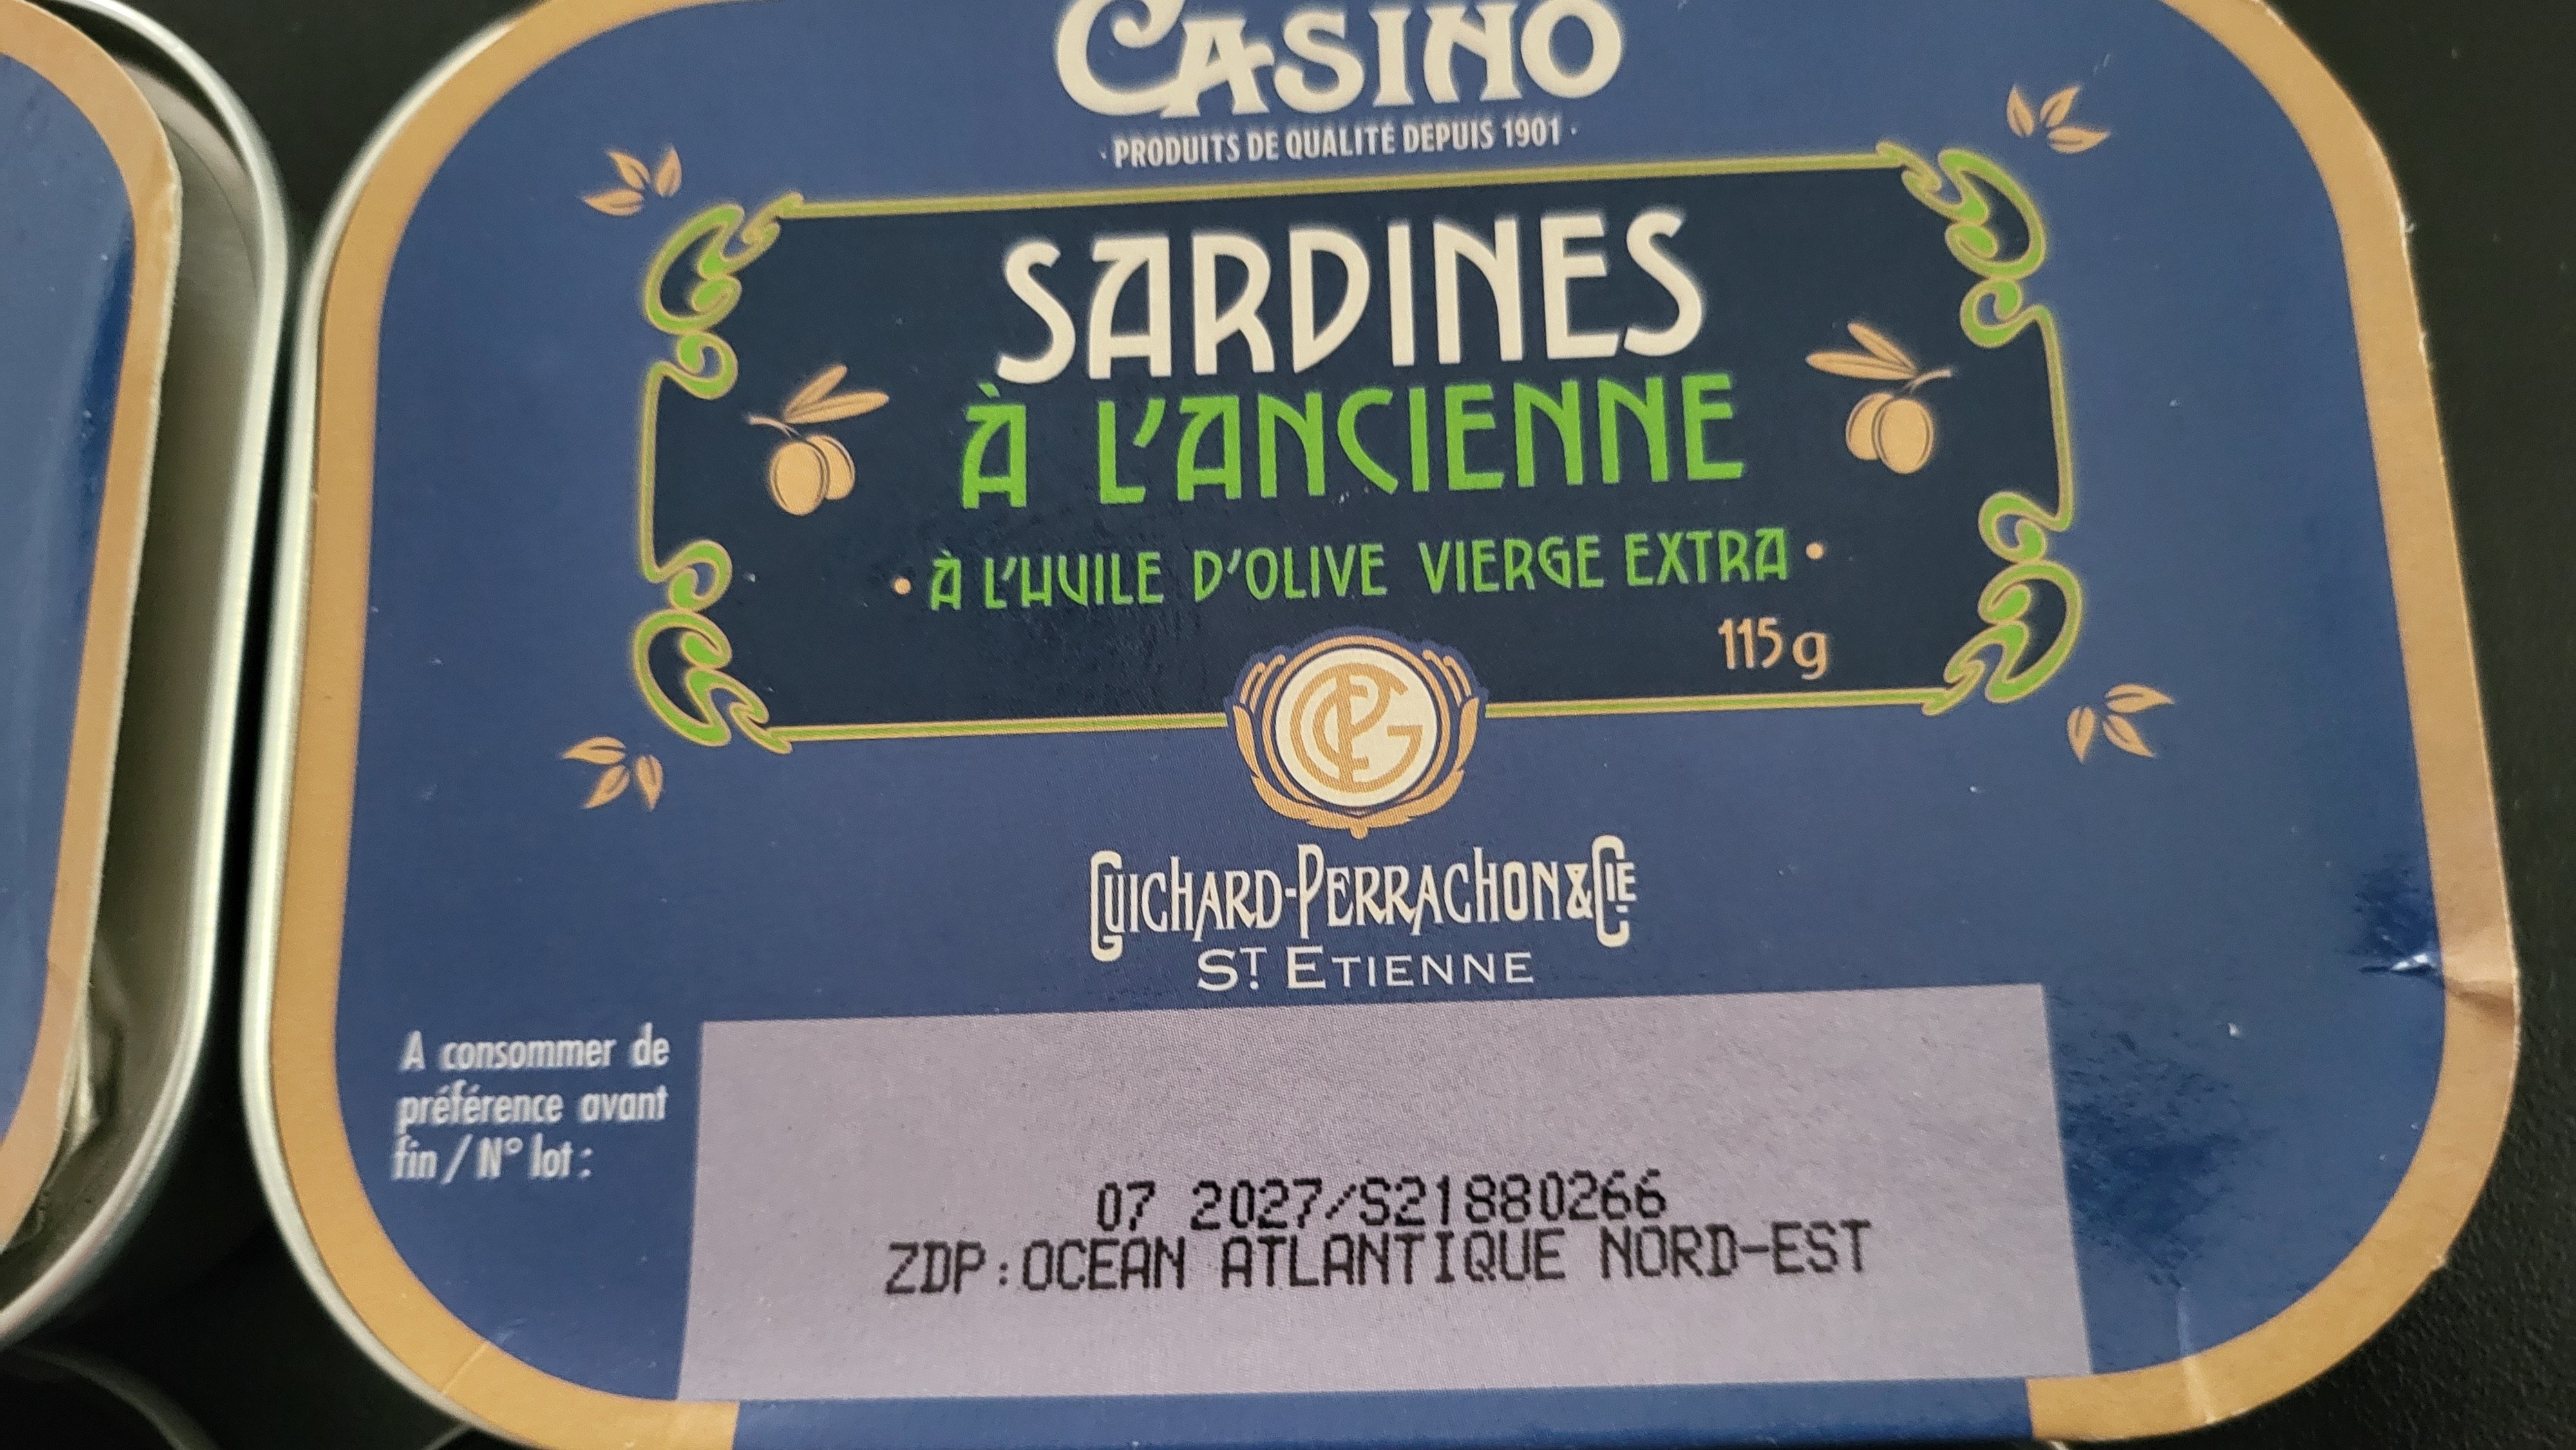 CASINO
· PRODUITS DE QUALITÉ DEPUIS 1901 ·
SARDINES
À L'ANCIENNE
• À L'HUILE D'OLIVE VIERGE EXTRA •
115 g
GUICHARD-PERRACHON & CIE
ST ETIENNE
A consommer de
préférence avant
fin / N° lot :
07 2027/S21880266
ZDP:OCEAN ATLANTIQUE NORD-EST